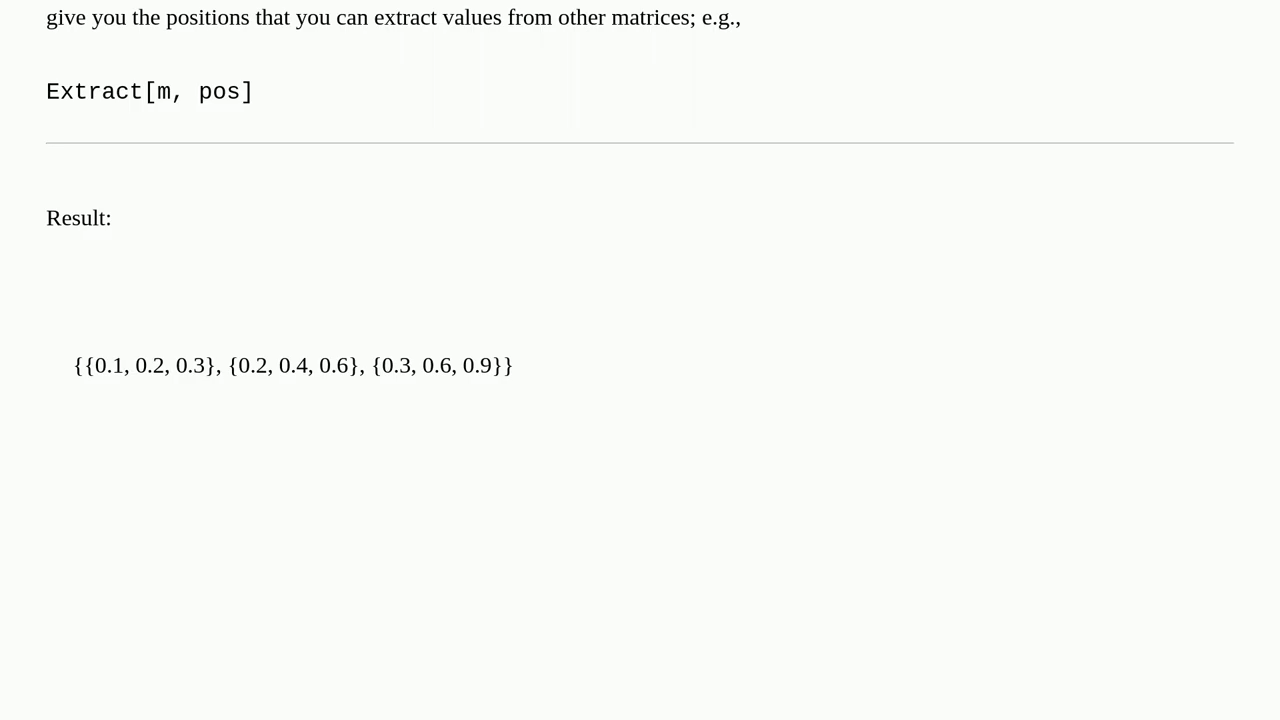 give you the positions that you can extract values from other matrices; e.g.,
Extract[m, pos]
Result:
{{0.1, 0.2, 0.3}, {0.2, 0.4, 0.6}, {0.3, 0.6, 0.9}}